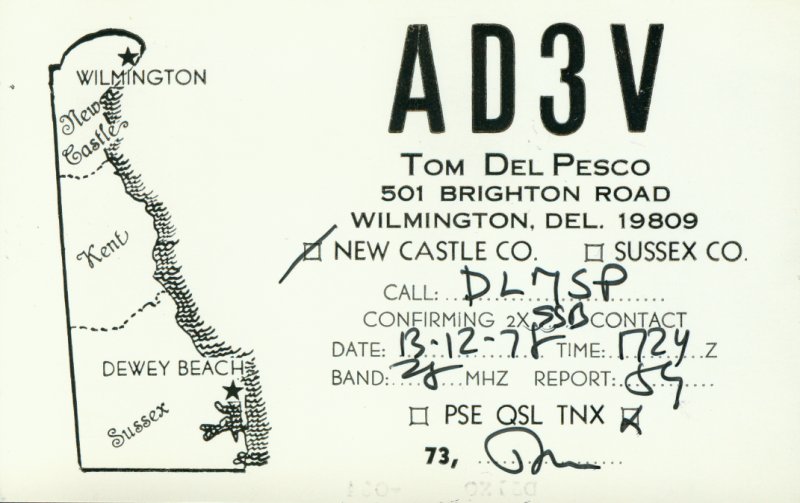 AD3V
TOM DEL PESCO
501 BRIGHTON ROAD
WILMINGTON, DEL. 19809
NEW CASTLE CO. SUSSEX CO.
CALL: DL7SP
CONFIRMING 2X SSB CONTACT
DATE: 13-12-78 TIME: 1724 Z
BAND: 28 MHZ REPORT: 59
PSE QSL TNX
73, Tom
WILMINGTON
New
Castle
Kent
DEWEY BEACH
Sussex